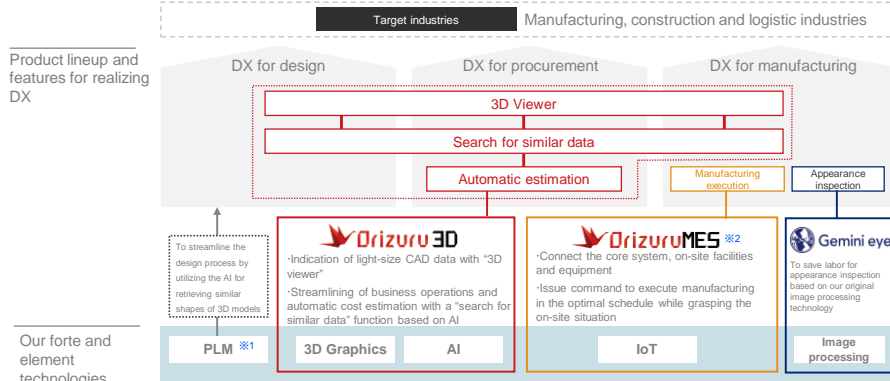 Target industries
Manufacturing, construction and logistic industries
Product lineup and
features for realizing
DX
DX for design
DX for procurement
DX for manufacturing
3D Viewer
Search for similar data
Automatic estimation
Manufacturing
execution
Appearance
inspection
To streamline the
design process by
utilizing the AI for
retrieving similar
shapes of 3D models
Orizuru 3D
・Indication of light-size CAD data with “3D
viewer”
・Streamlining of business operations and
automatic cost estimation with a “search for
similar data” function based on AI
OrizuruMES ※2
・Connect the core system, on-site facilities
and equipment
・Issue command to execute manufacturing
in the optimal schedule while grasping the
on-site situation
Gemini eye
To save labor for
appearance inspection
based on our original
image processing
technology
Our forte and
element
technologies
PLM ※1
3D Graphics
AI
IoT
Image
processing